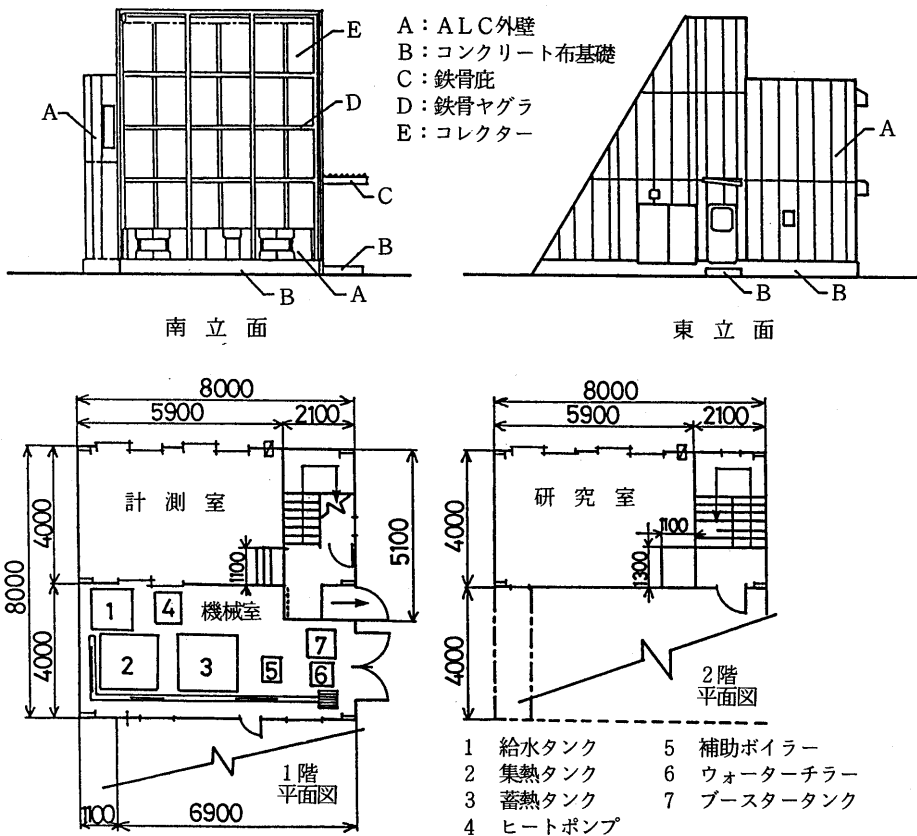 A：ALC外壁
B：コンクリート布基礎
C：鉄骨庇
D：鉄骨ヤグラ
E：コレクター
E
A
D
C
B
B
A
南立面
A
B
B
東立面
8000
5900
2100
計測室
8000
4000
4000
1100
5100
機械室
1
4
2
3
5
7
6
1階
平面図
1100
6900
8000
5900
2100
研究室
4000
4000
1100
1300
2階
平面図
1 給水タンク
2 集熱タンク
3 蓄熱タンク
4 ヒートポンプ
5 補助ボイラー
6 ウォーターチラー
7 ブースタータンク